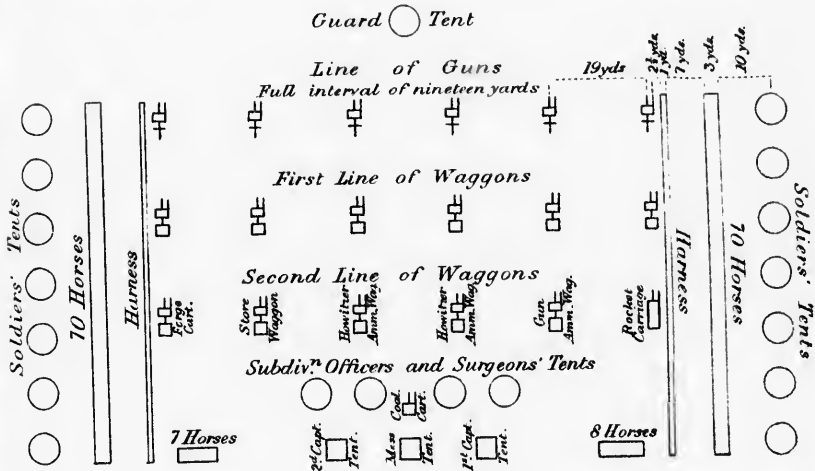 Guard Tent
Line of Guns
Full interval of nineteen yards
19 yds
2½ yds.
1 yd.
7 yds.
3 yds.
10 yds.
First Line of Waggons
Soldiers' Tents
70 Horses
Harness
Harness
70 Horses
Soldiers' Tents
Second Line of Waggons
Forge
Cart.
Store
Waggon
Howitzer
Amm. Wag.
Howitzer
Amm. Wag.
Gun
Amm. Wag.
Rocket
Carriage
Subdivn. Officers and Surgeons' Tents
Coal.
Cart.
7 Horses
2d Capt.
Tent.
Mess
Tent.
1st Capt.
Tent.
8 Horses